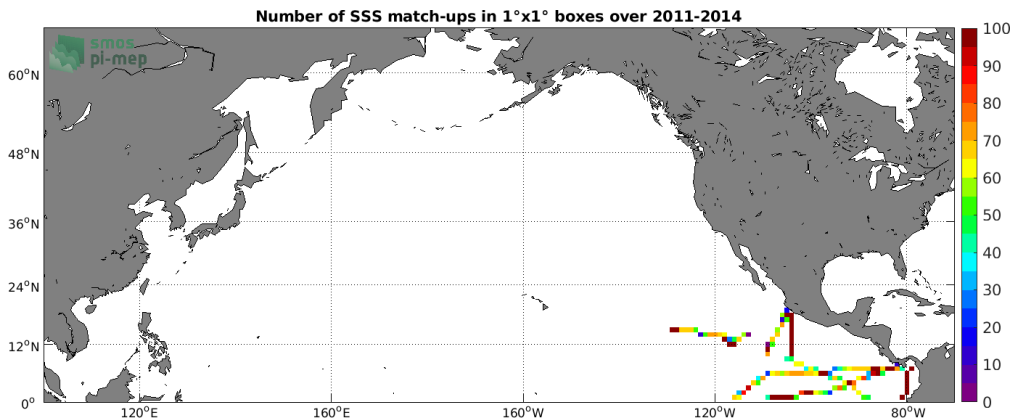 Number of SSS match-ups in 1°x1° boxes over 2011-2014
smos
pi-mep
60°N
48°N
36°N
24°N
12°N
0°
120°E
160°E
160°W
120°W
80°W
100
90
80
70
60
50
40
30
20
10
0